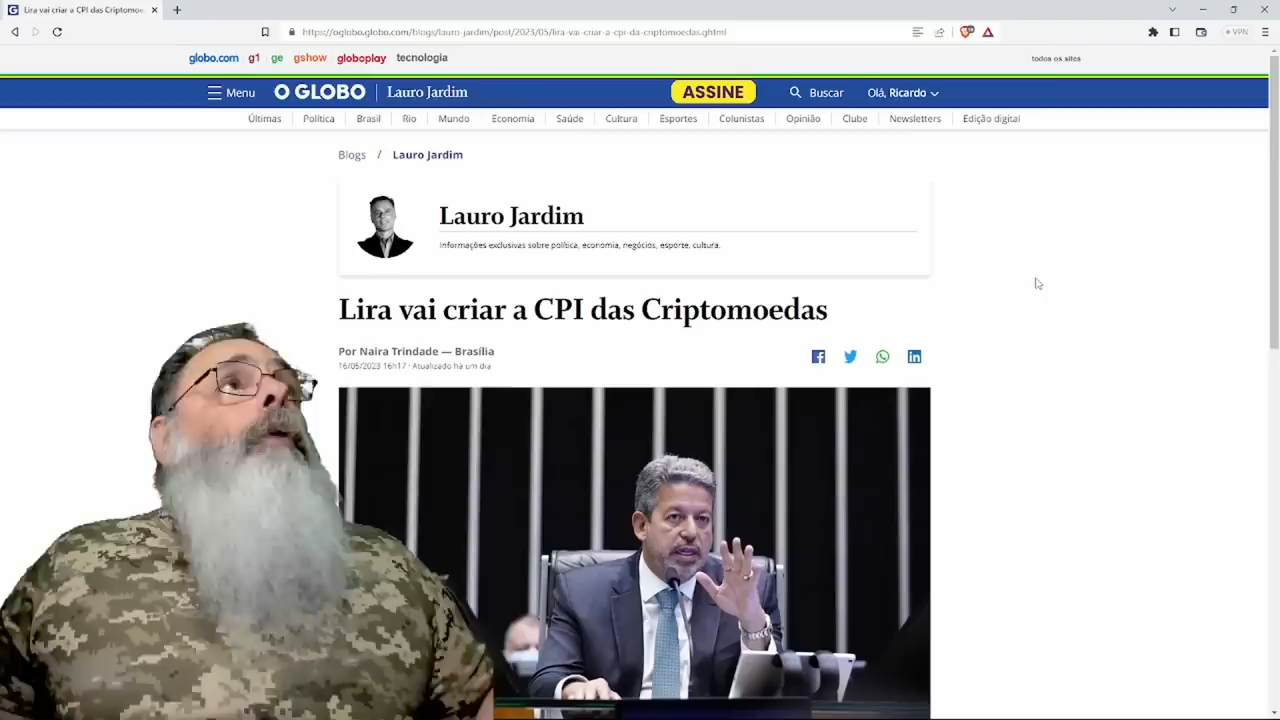 Lira vai criar a CPI das Criptomoe
https://oglobo.globo.com/blogs/lauro-jardim/post/2023/05/lira-vai-criar-a-cpi-da-criptomoedas.ghtml
VPN
globo.com g1 ge gshow globoplay tecnologia
todos os sites
Menu O GLOBO Lauro Jardim ASSINE Buscar Olá, Ricardo
Últimas Política Brasil Rio Mundo Economia Saúde Cultura Esportes Colunistas Opinião Clube Newsletters Edição digital
Blogs / Lauro Jardim
Lauro Jardim
Informações exclusivas sobre política, economia, negócios, esporte, cultura.
Lira vai criar a CPI das Criptomoedas
Por Naira Trindade — Brasília
16/05/2023 16h17 · Atualizado há um dia